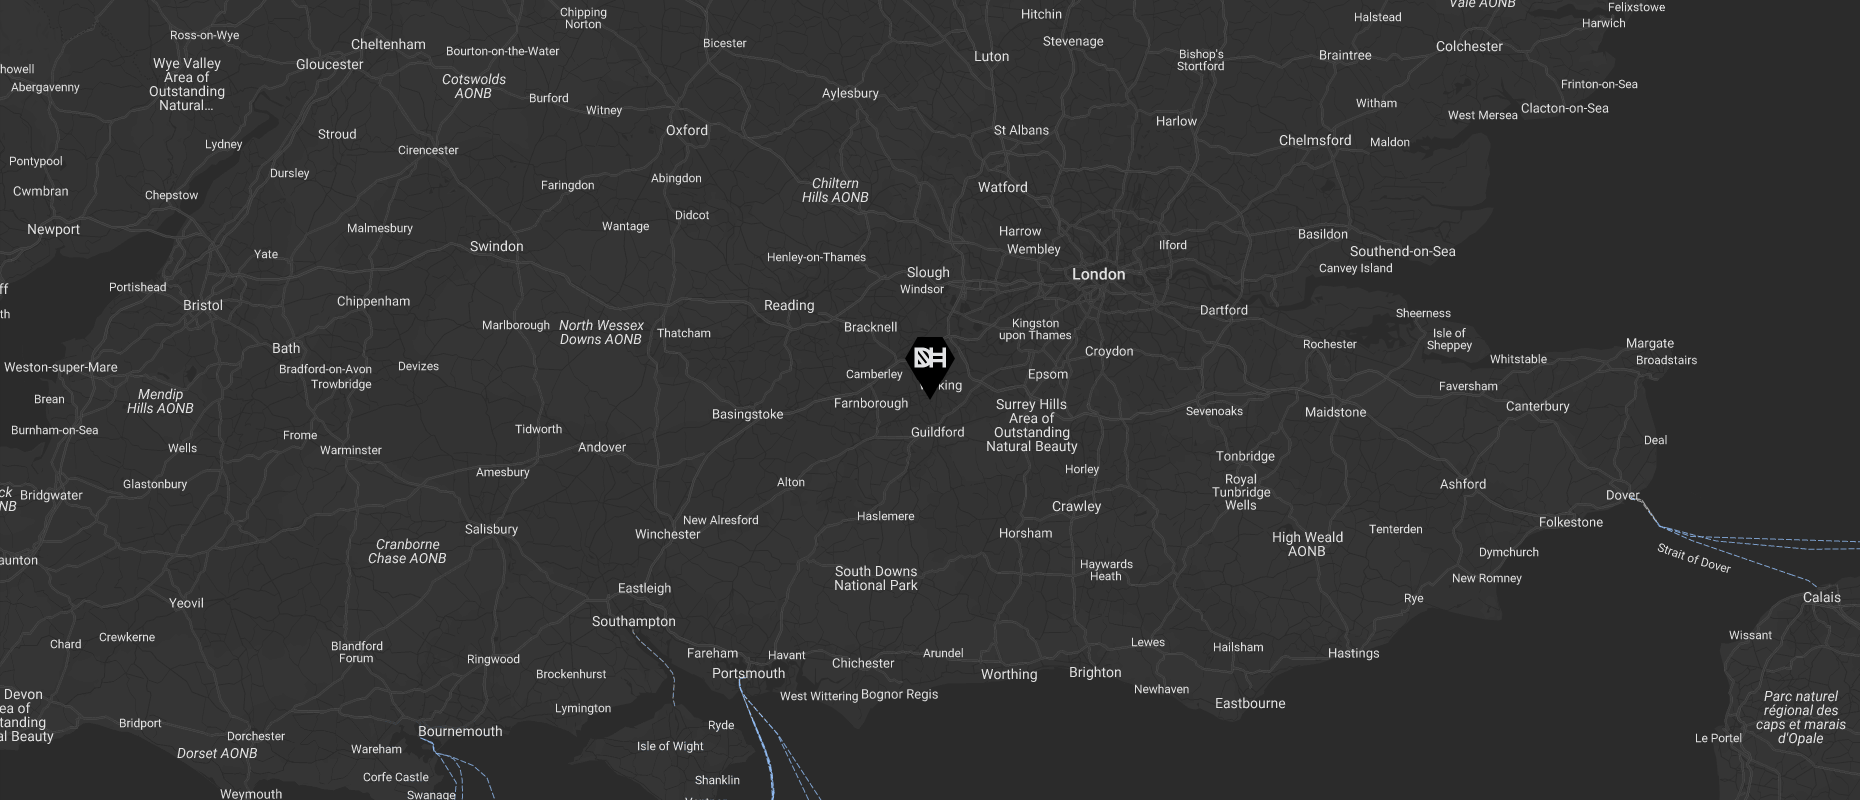 Chipping
Norton
Hitchin
Halstead
Vale AONB
Felixstowe
Harwich
Ross-on-Wye
Cheltenham
Bourton-on-the-Water
Bicester
Stevenage
Colchester
Luton
Bishop's
Stortford
Braintree
Gloucester
howell
Wye Valley
Area of
Outstanding
Natural...
Abergavenny
Cotswolds
AONB
Burford
Witney
Aylesbury
Frinton-on-Sea
Witham
Clacton-on-Sea
West Mersea
Stroud
Oxford
St Albans
Harlow
Chelmsford
Maldon
Lydney
Cirencester
Pontypool
Dursley
Cwmbran
Chepstow
Faringdon
Abingdon
Chiltern
Hills AONB
Watford
Newport
Malmesbury
Wantage
Didcot
Harrow
Wembley
Ilford
Basildon
Southend-on-Sea
Canvey Island
Yate
Swindon
Henley-on-Thames
Slough
Windsor
London
ff
Portishead
Bristol
Chippenham
Reading
Dartford
th
Sheerness
Marlborough
North Wessex
Downs AONB
Thatcham
Bracknell
Kingston
upon Thames
Isle of
Sheppey
Bath
DH
Croydon
Rochester
Margate
Broadstairs
Whitstable
Weston-super-Mare
Bradford-on-Avon
Trowbridge
Devizes
Camberley
king
Epsom
Faversham
Brean
Mendip
Hills AONB
Basingstoke
Farnborough
Surrey Hills
Area of
Outstanding
Natural Beauty
Sevenoaks
Maidstone
Canterbury
Burnham-on-Sea
Frome
Tidworth
Guildford
Deal
Wells
Warminster
Andover
Tonbridge
Amesbury
Horley
Glastonbury
Alton
Royal
Tunbridge
Wells
Ashford
ck
NB
Bridgwater
Dover
Salisbury
New Alresford
Haslemere
Crawley
Winchester
Horsham
Tenterden
Folkestone
Cranborne
Chase AONB
High Weald
AONB
Dymchurch
Strait of Dover
aunton
South Downs
National Park
Haywards
Heath
New Romney
Eastleigh
Rye
Calais
Yeovil
Southampton
Wissant
Chard
Crewkerne
Blandford
Forum
Ringwood
Fareham
Havant
Chichester
Arundel
Lewes
Hailsham
Hastings
Brockenhurst
Portsmouth
Worthing
Brighton
Devon
ea of
tanding
al Beauty
West Wittering
Bognor Regis
Newhaven
Eastbourne
Parc naturel
régional des
caps et marais
d'Opale
Lymington
Bridport
Ryde
Dorchester
Bournemouth
Le Portel
Dorset AONB
Wareham
Isle of Wight
Corfe Castle
Shanklin
Weymouth
Swanage